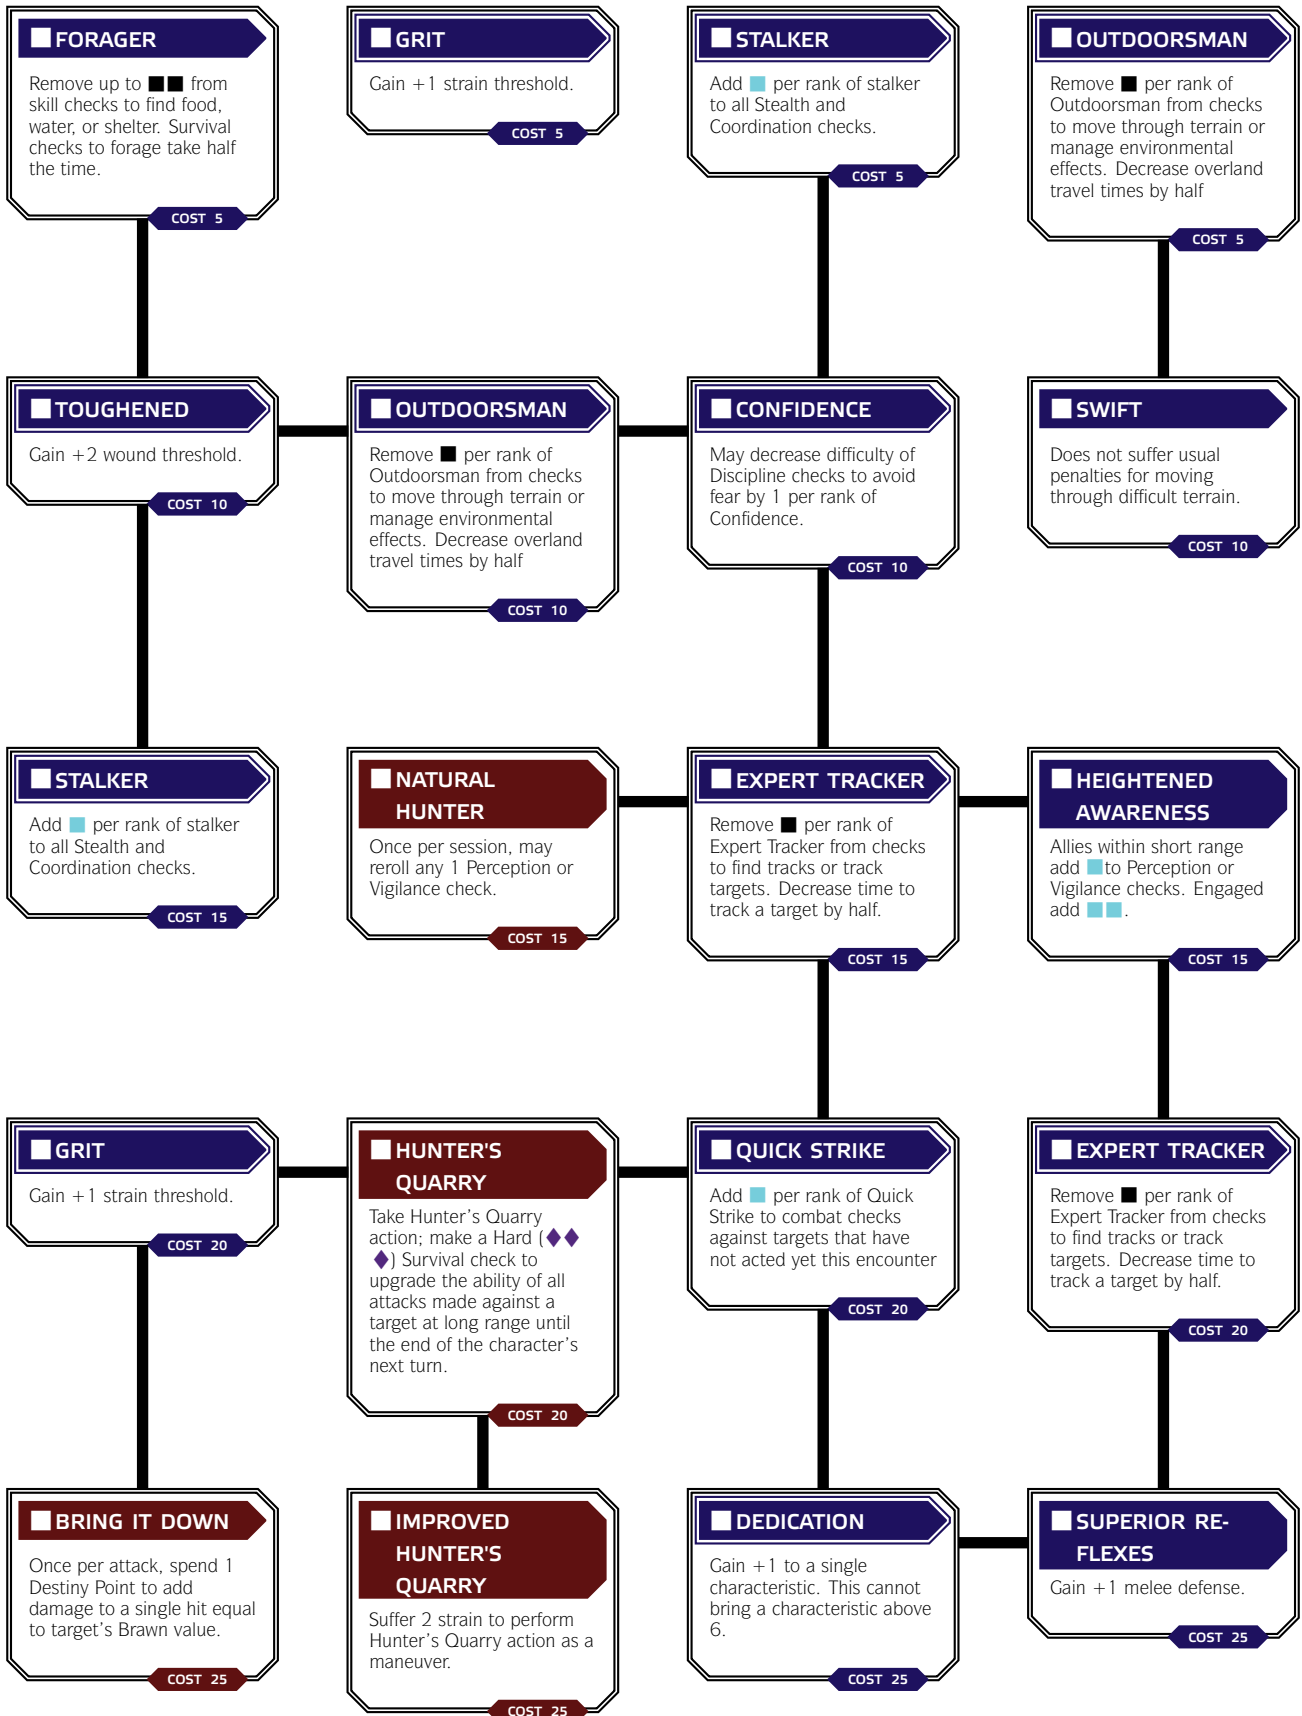 FORAGER
Remove up to ■■ from
skill checks to find food,
water, or shelter. Survival
checks to forage take half
the time.
COST 5
GRIT
Gain +1 strain threshold.
COST 5
STALKER
Add ■ per rank of stalker
to all Stealth and
Coordination checks.
COST 5
OUTDOORSMAN
Remove ■ per rank of
Outdoorsman from checks
to move through terrain or
manage environmental
effects. Decrease overland
travel times by half
COST 5
TOUGHENED
Gain +2 wound threshold.
COST 10
OUTDOORSMAN
Remove ■ per rank of
Outdoorsman from checks
to move through terrain or
manage environmental
effects. Decrease overland
travel times by half
COST 10
CONFIDENCE
May decrease difficulty of
Discipline checks to avoid
fear by 1 per rank of
Confidence.
COST 10
SWIFT
Does not suffer usual
penalties for moving
through difficult terrain.
COST 10
STALKER
Add ■ per rank of stalker
to all Stealth and
Coordination checks.
COST 15
NATURAL
HUNTER
Once per session, may
reroll any 1 Perception or
Vigilance check.
COST 15
EXPERT TRACKER
Remove ■ per rank of
Expert Tracker from checks
to find tracks or track
targets. Decrease time to
track a target by half.
COST 15
HEIGHTENED
AWARENESS
Allies within short range
add ■ to Perception or
Vigilance checks. Engaged
add ■■.
COST 15
GRIT
Gain +1 strain threshold.
COST 20
HUNTER'S
QUARRY
Take Hunter's Quarry
action; make a Hard (◆◆
◆) Survival check to
upgrade the ability of all
attacks made against a
target at long range until
the end of the character's
next turn.
COST 20
QUICK STRIKE
Add ■ per rank of Quick
Strike to combat checks
against targets that have
not acted yet this encounter
COST 20
EXPERT TRACKER
Remove ■ per rank of
Expert Tracker from checks
to find tracks or track
targets. Decrease time to
track a target by half.
COST 20
BRING IT DOWN
Once per attack, spend 1
Destiny Point to add
damage to a single hit equal
to target's Brawn value.
COST 25
IMPROVED
HUNTER'S
QUARRY
Suffer 2 strain to perform
Hunter's Quarry action as a
maneuver.
COST 25
DEDICATION
Gain +1 to a single
characteristic. This cannot
bring a characteristic above
6.
COST 25
SUPERIOR RE-
FLEXES
Gain +1 melee defense.
COST 25